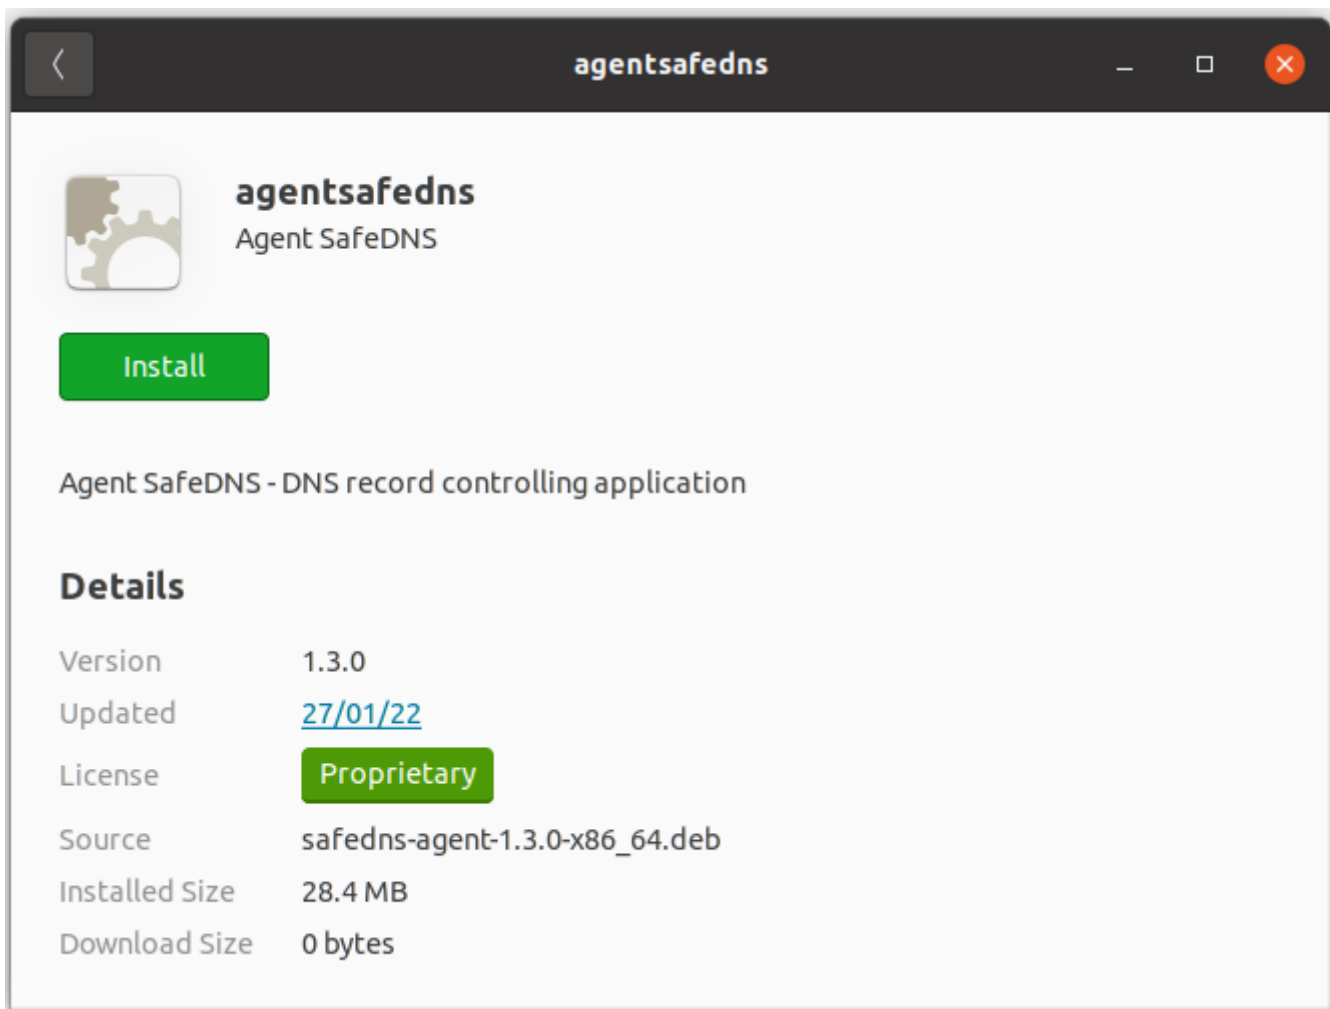 agentsafedns
agentsafedns
Agent SafeDNS
Install
Agent SafeDNS - DNS record controlling application
Details
Version 1.3.0
Updated 27/01/22
License Proprietary
Source safedns-agent-1.3.0-x86_64.deb
Installed Size 28.4 MB
Download Size 0 bytes